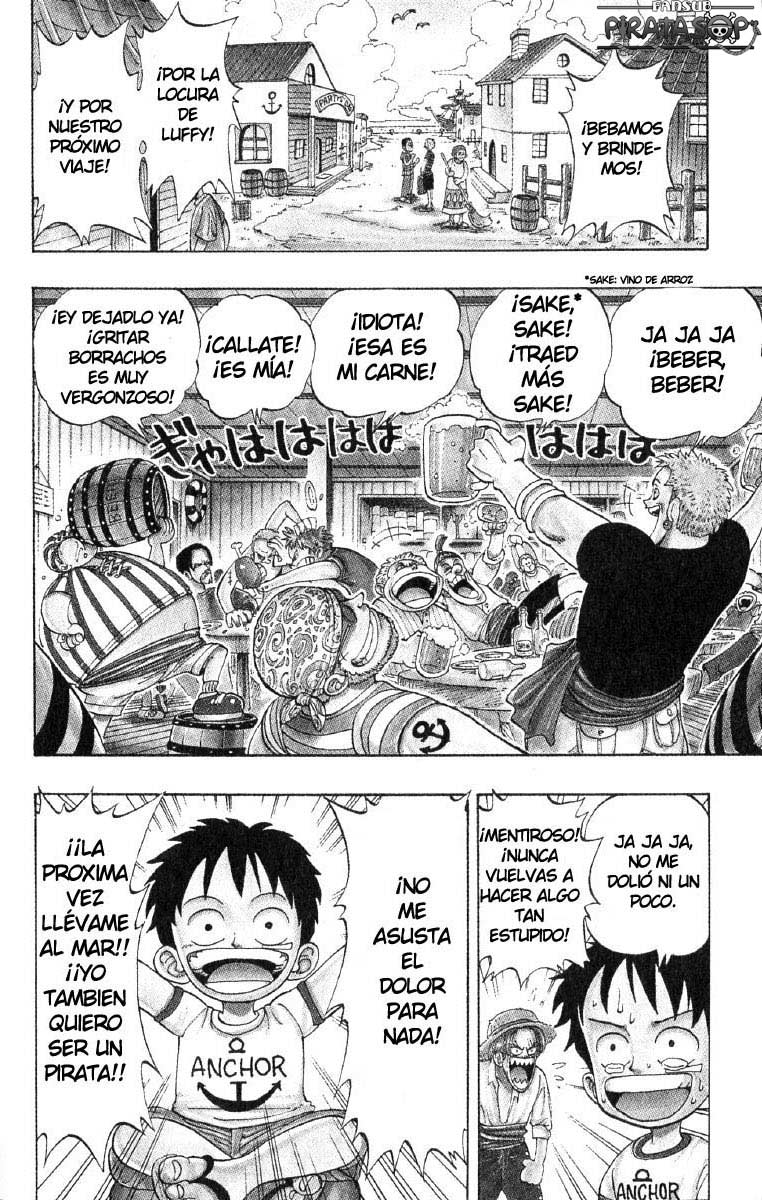 FANSUB
PIRATASOP
¡BEBAMOS
Y BRINDE-
MOS!
¡POR LA
LOCURA
DE
LUFFY!
¡Y POR
NUESTRO
PRÓXIMO
VIAJE!
PARTYS
*SAKE: VINO DE ARROZ
JA JA JA
¡BEBER,
BEBER!
¡SAKE,*
SAKE!
¡TRAED
MÁS
SAKE!
¡IDIOTA!
¡ESA ES
MI CARNE!
¡CALLATE!
¡ES MÍA!
¡EY DEJADLO YA!
¡GRITAR
BORRACHOS
ES MUY
VERGONZOSO!
ははは
ぎゃはははは
JA JA JA,
NO ME
DOLIÓ NI UN
POCO.
¡MENTIROSO!
¡NUNCA
VUELVAS A
HACER ALGO
TAN
ESTUPIDO!
ANCHOR
¡NO
ME
ASUSTA
EL
DOLOR
PARA
NADA!
¡¡LA
PROXIMA
VEZ
LLÉVAME
AL MAR!!
¡¡YO
TAMBIEN
QUIERO
SER UN
PIRATA!!
ANCHOR